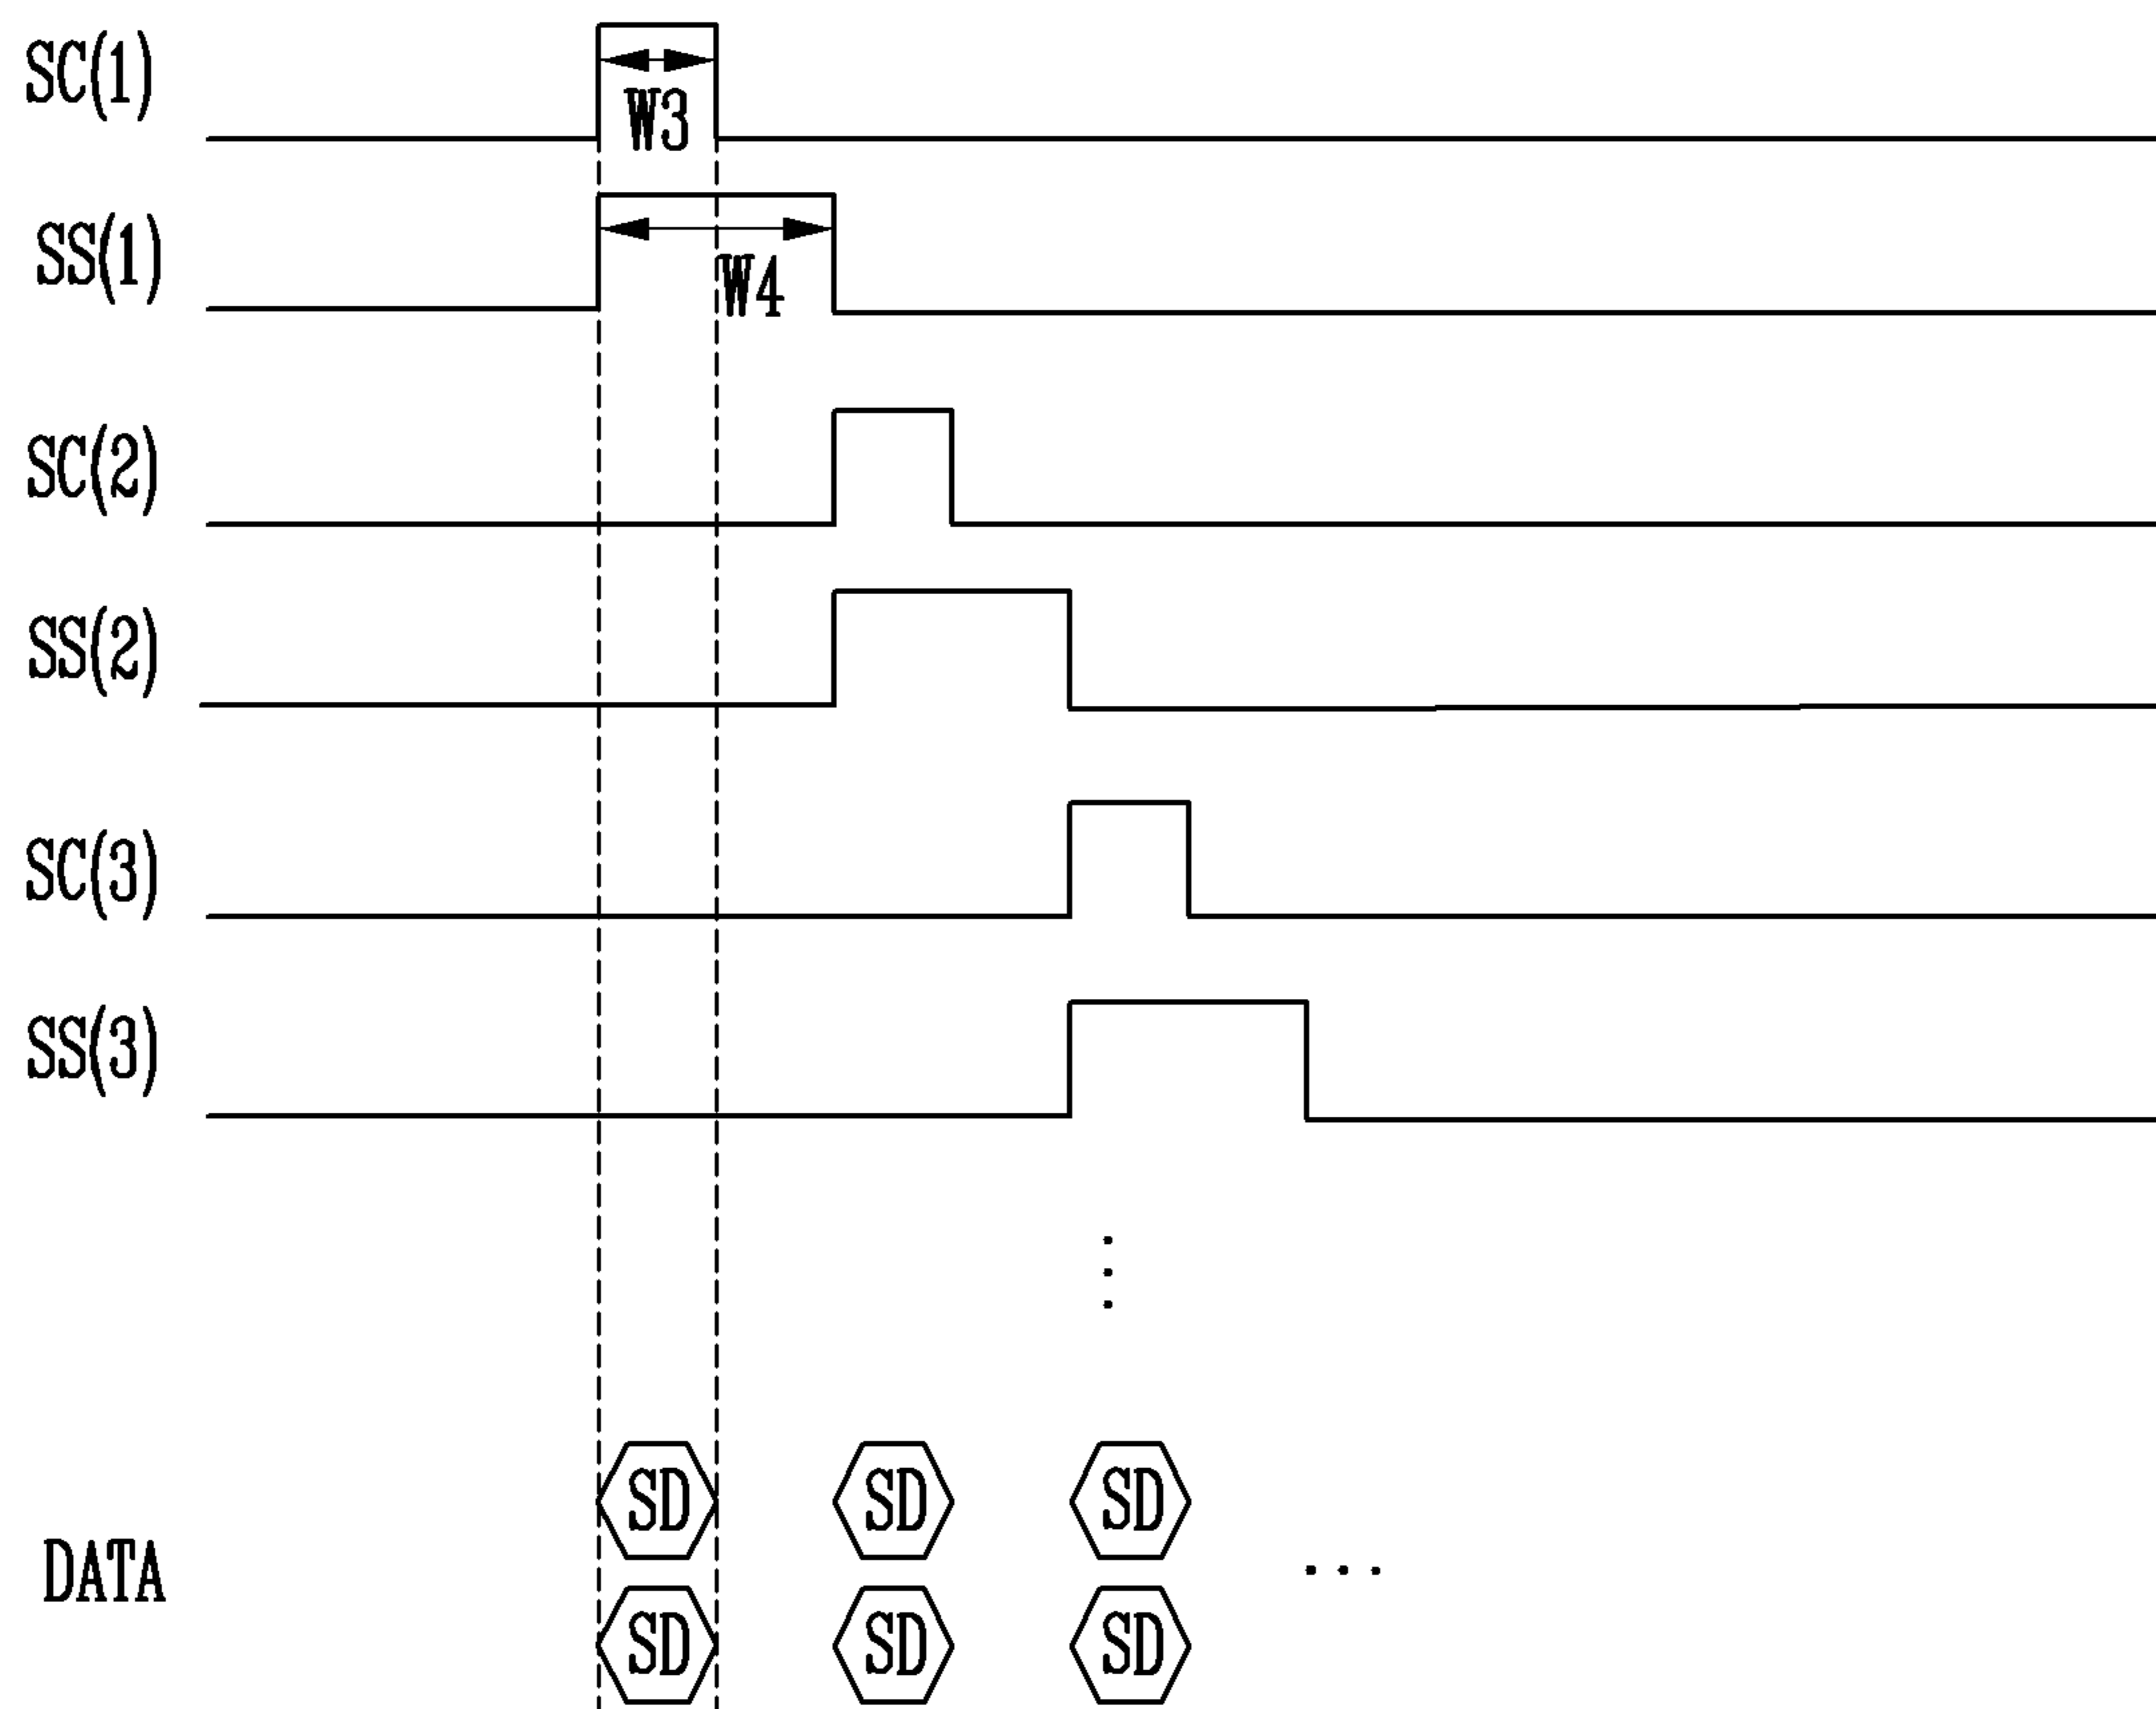 SC(1)
W3
SS(1)
W4
SC(2)
SS(2)
SC(3)
SS(3)
SD SD SD
DATA
SD SD SD